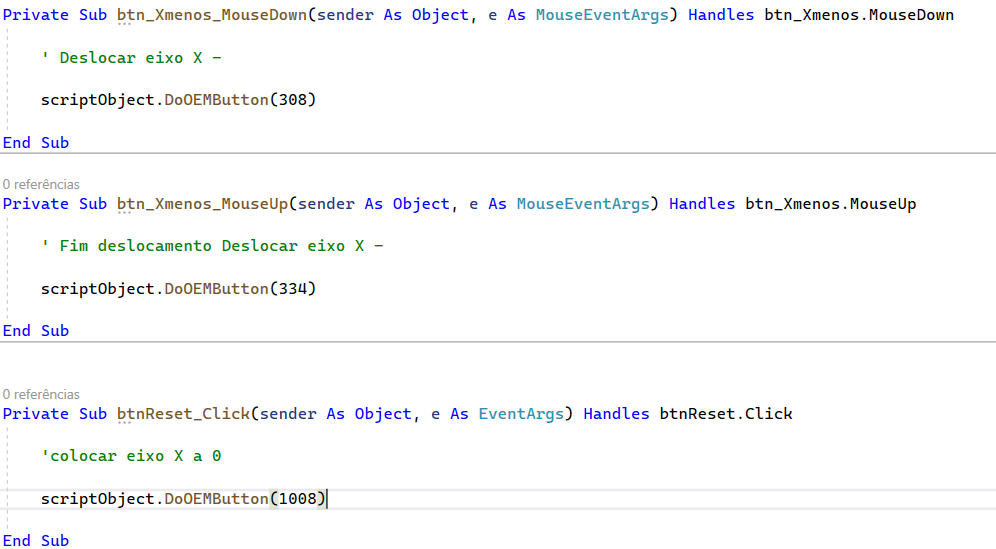 Private Sub btn_Xmenos_MouseDown(sender As Object, e As MouseEventArgs) Handles btn_Xmenos.MouseDown
' Deslocar eixo X -
scriptObject.DoOEMButton(308)
End Sub
0 referências
Private Sub btn_Xmenos_MouseUp(sender As Object, e As MouseEventArgs) Handles btn_Xmenos.MouseUp
' Fim deslocamento Deslocar eixo X -
scriptObject.DoOEMButton(334)
End Sub
0 referências
Private Sub btnReset_Click(sender As Object, e As EventArgs) Handles btnReset.Click
'colocar eixo X a 0
scriptObject.DoOEMButton(1008)
End Sub